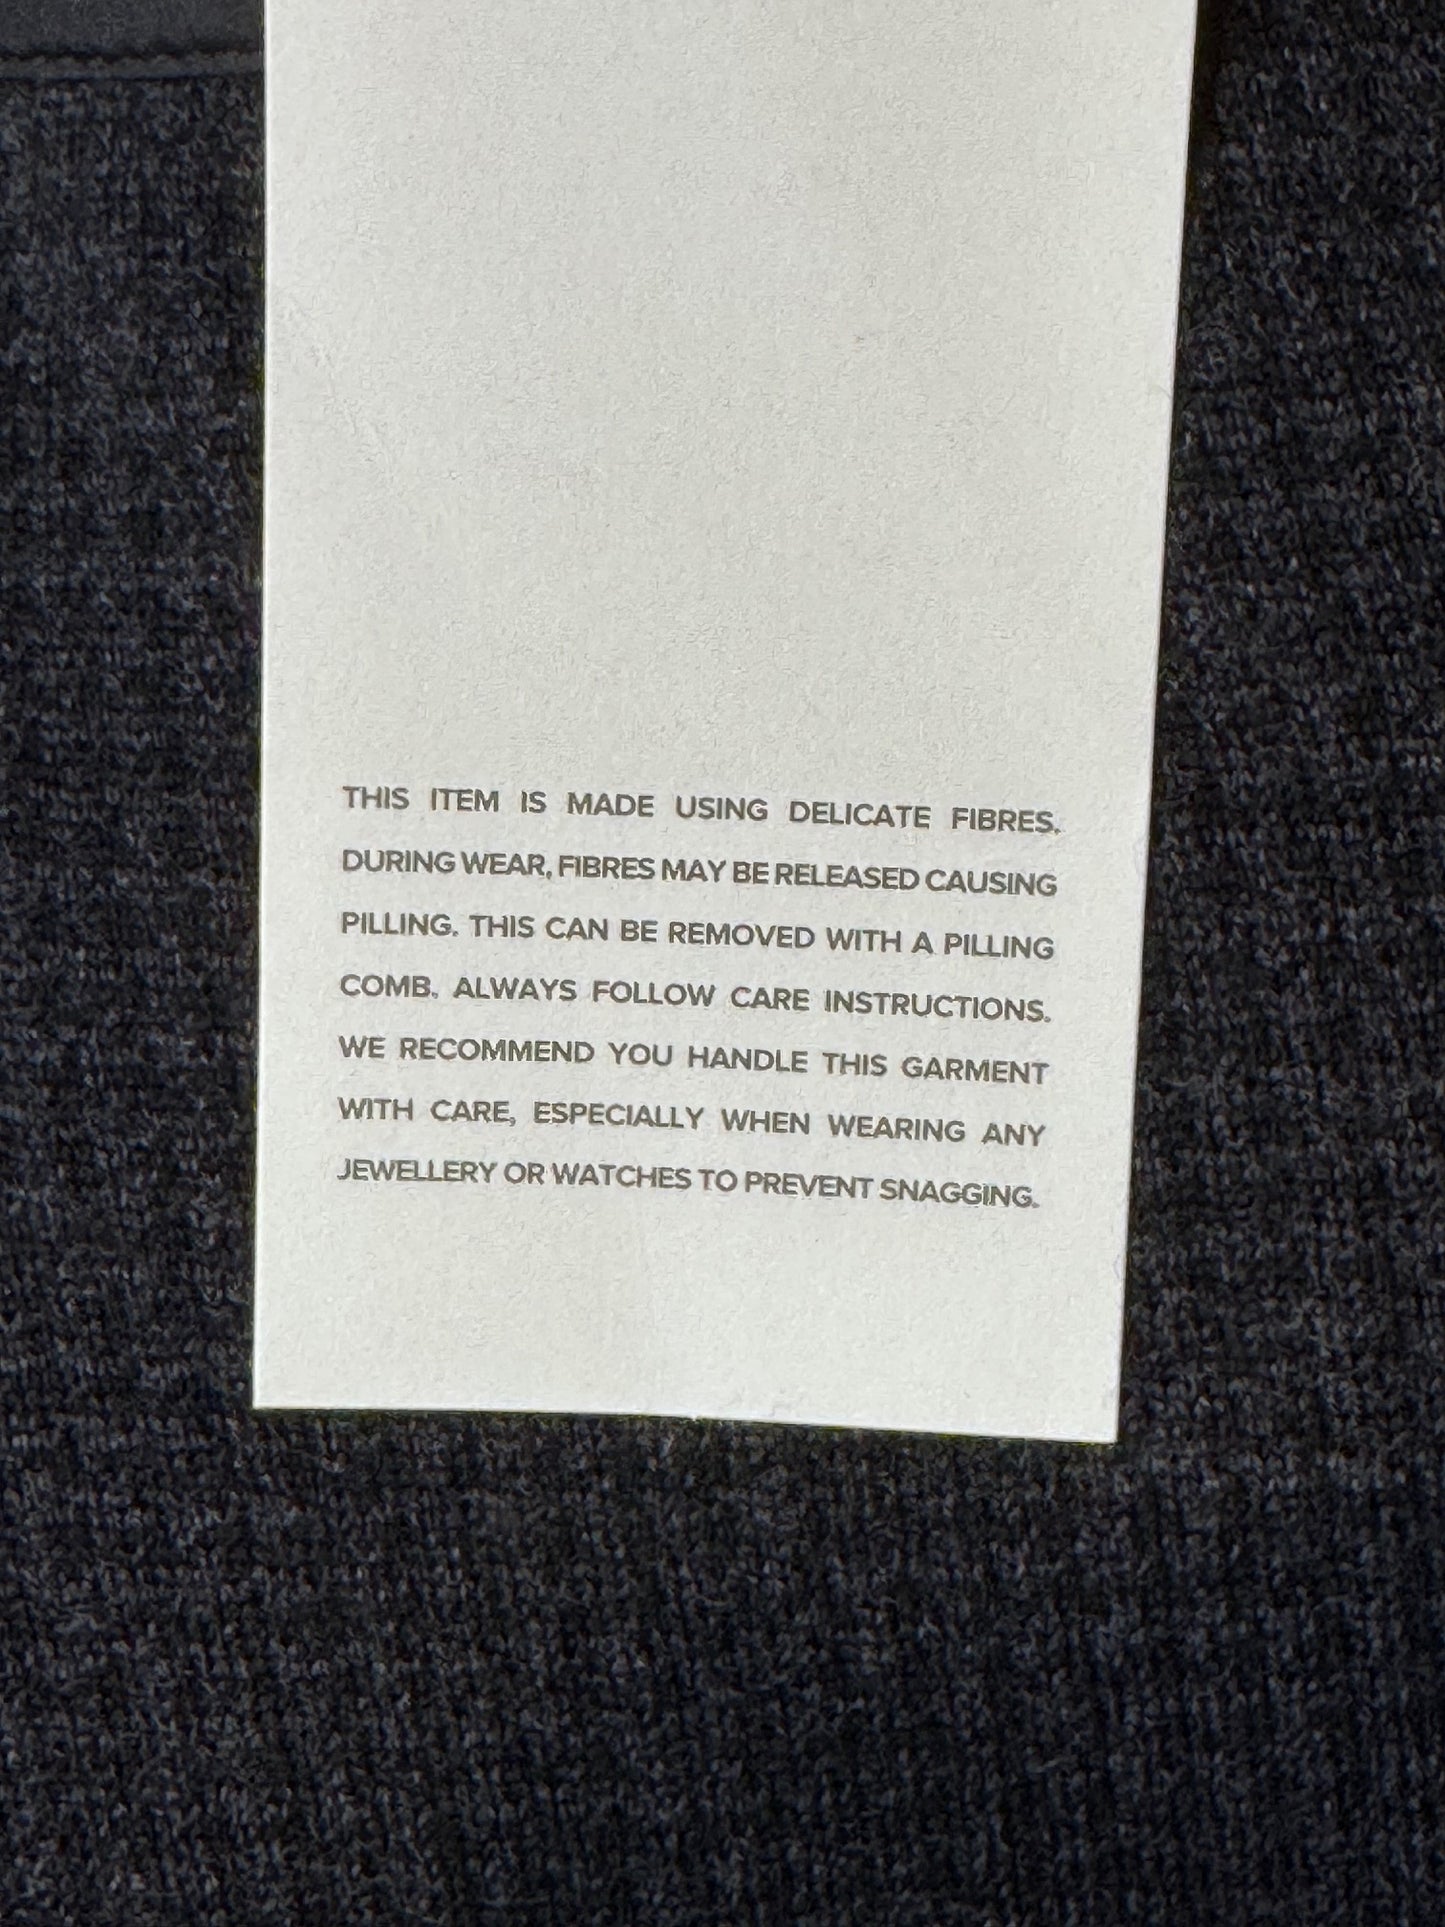 THIS ITEM IS MADE USING DELICATE FIBRES.
DURING WEAR, FIBRES MAY BE RELEASED CAUSING
PILLING. THIS CAN BE REMOVED WITH A PILLING
COMB. ALWAYS FOLLOW CARE INSTRUCTIONS.
WE RECOMMEND YOU HANDLE THIS GARMENT
WITH CARE, ESPECIALLY WHEN WEARING ANY
JEWELLERY OR WATCHES TO PREVENT SNAGGING.